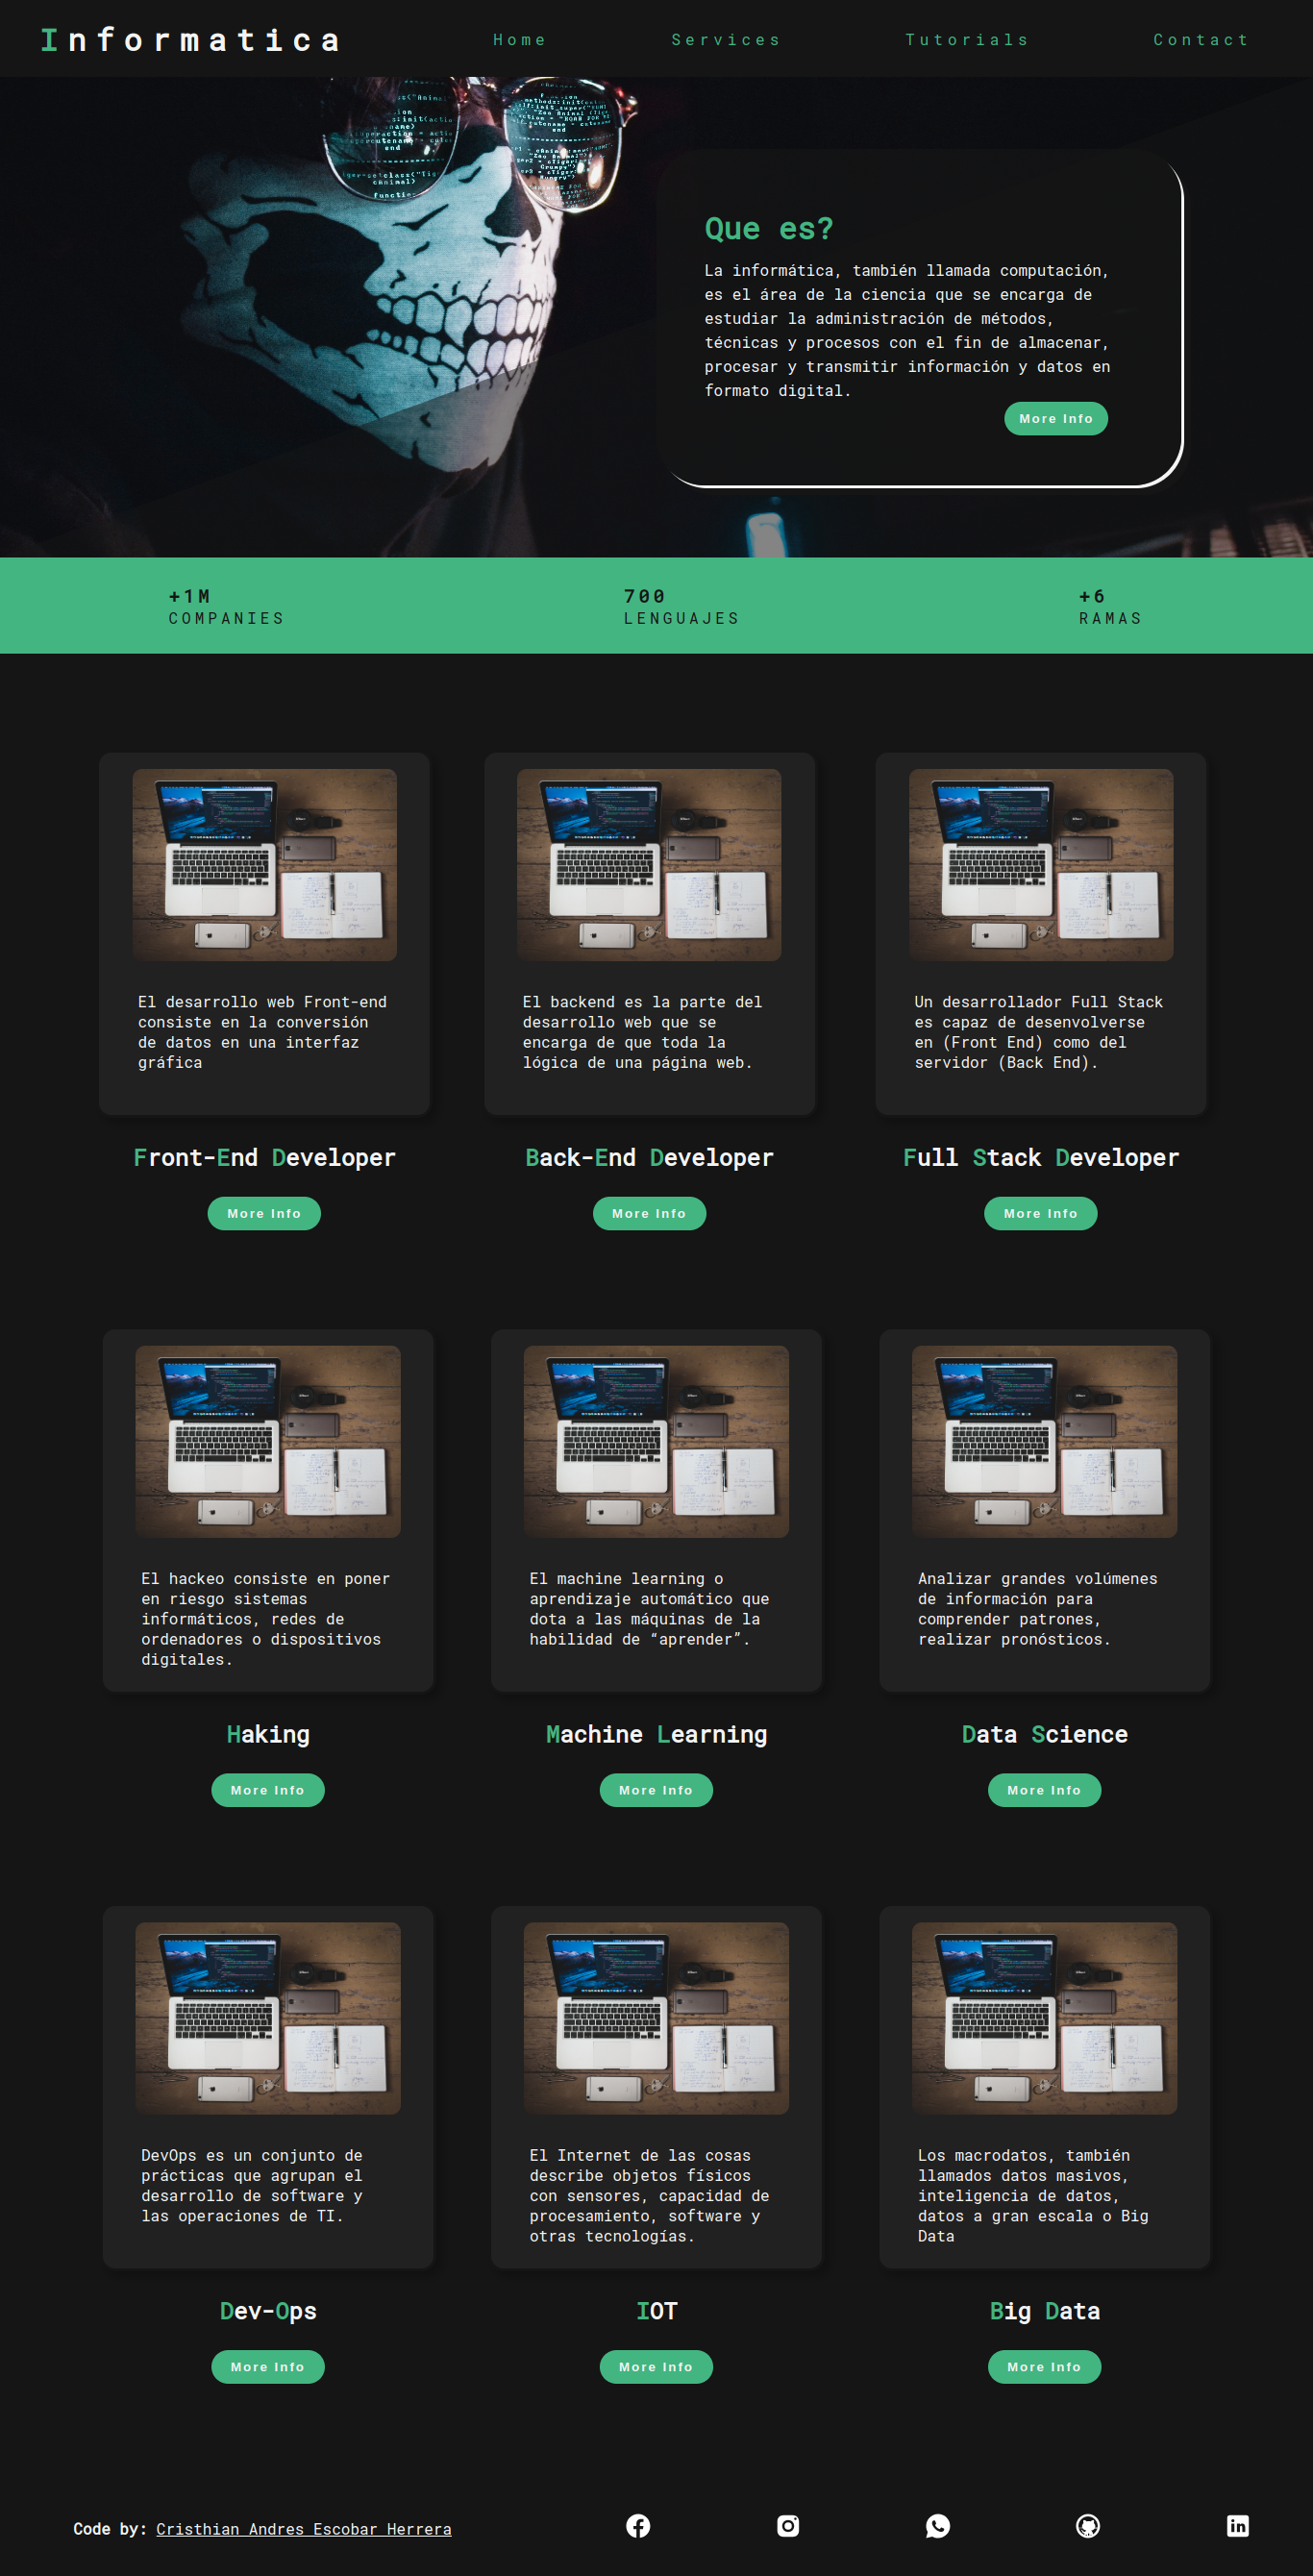 Informatica
Home
Services
Tutorials
Contact
Que es?
La informática, también llamada computación,
es el área de la ciencia que se encarga de
estudiar la administración de métodos,
técnicas y procesos con el fin de almacenar,
procesar y transmitir información y datos en
formato digital.
More Info
+1M
COMPANIES
700
LENGUAJES
+6
RAMAS
El desarrollo web Front-end
consiste en la conversión
de datos en una interfaz
gráfica
El backend es la parte del
desarrollo web que se
encarga de que toda la
lógica de una página web.
Un desarrollador Full Stack
es capaz de desenvolverse
en (Front End) como del
servidor (Back End).
Front-End Developer
Back-End Developer
Full Stack Developer
More Info
More Info
More Info
El hackeo consiste en poner
en riesgo sistemas
informáticos, redes de
ordenadores o dispositivos
digitales.
El machine learning o
aprendizaje automático que
dota a las máquinas de la
habilidad de “aprender”.
Analizar grandes volúmenes
de información para
comprender patrones,
realizar pronósticos.
Haking
Machine Learning
Data Science
More Info
More Info
More Info
DevOps es un conjunto de
prácticas que agrupan el
desarrollo de software y
las operaciones de TI.
El Internet de las cosas
describe objetos físicos
con sensores, capacidad de
procesamiento, software y
otras tecnologías.
Los macrodatos, también
llamados datos masivos,
inteligencia de datos,
datos a gran escala o Big
Data
Dev-Ops
IOT
Big Data
More Info
More Info
More Info
Code by: Cristhian Andres Escobar Herrera